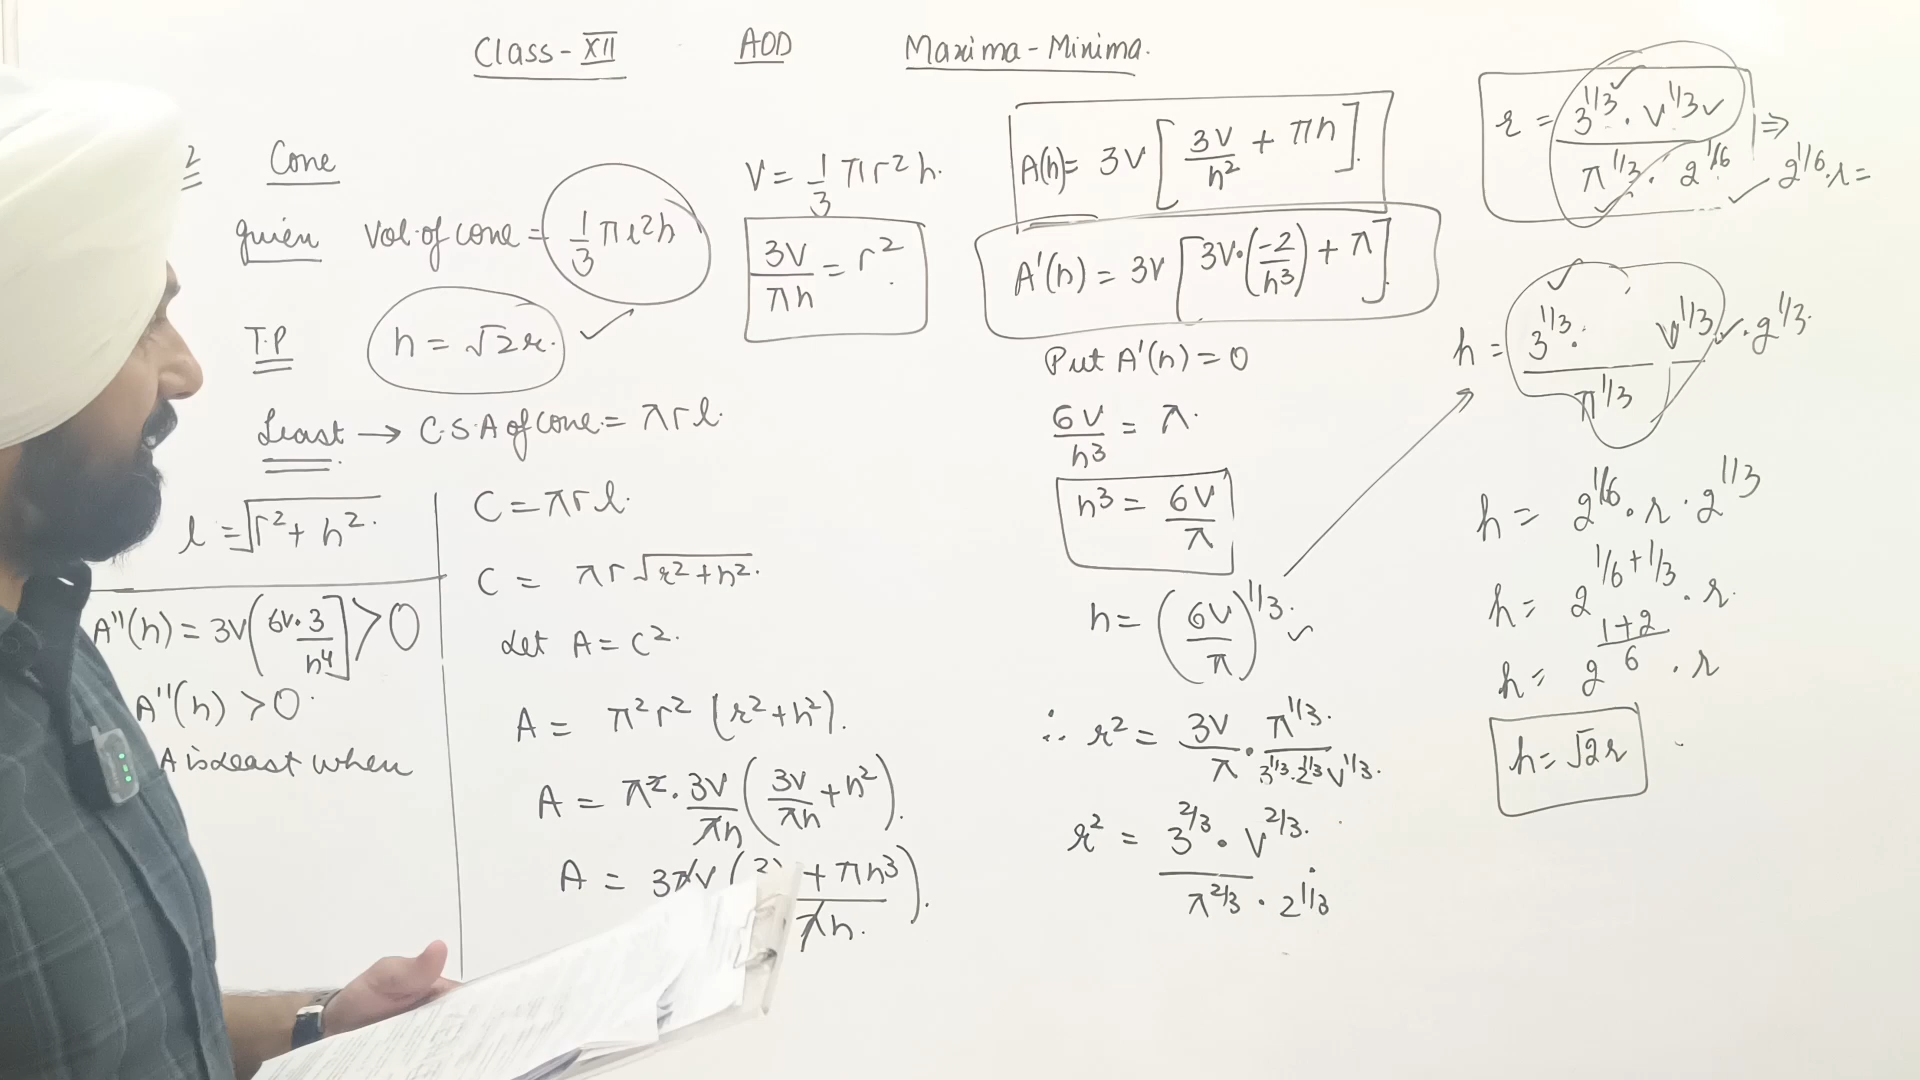 Class-XII AOD Maxima-Minima.
2 Cone
given Vol. of cone = 1/3 πr²h
T.P h = √2r. ✓
Least → C.S.A of cone = πrl.
l = √(r² + h²).
A''(h) = 3V(6V·3/h⁴] > 0
A''(h) > 0.
A is least when
V = 1/3 πr²h.
3V/πh = r².
C = πrl.
C = πr√(r²+h²).
Let A = C².
A = π²r² (r²+h²).
A = π²·3V/πh (3V/πh + h²).
A = 3πV ( + πh³/πh).
A(h) = 3V [3V/h² + πh].
A'(h) = 3V [3V·(-2/h³) + π].
Put A'(h) = 0
6V/h³ = π.
h³ = 6V/π
h = (6V/π)^1/3. ✓
∴ r² = 3V/π · π^1/3./3^1/3.2^1/3 V^1/3.
r² = 3^2/3 · V^2/3./π^2/3 · 2^1/3
r = 3^1/3 · V^1/3 ✓/π^1/3 · 2^1/6 ⇒
2^1/6.r =
h = 3^1/3. V^1/3/π^1/3 ✓ · 2^1/3.
h = 2^1/6 · r · 2^1/3
h = 2^1/6+1/3 · r.
h = 2^(1+2)/6 · r
h = √2r